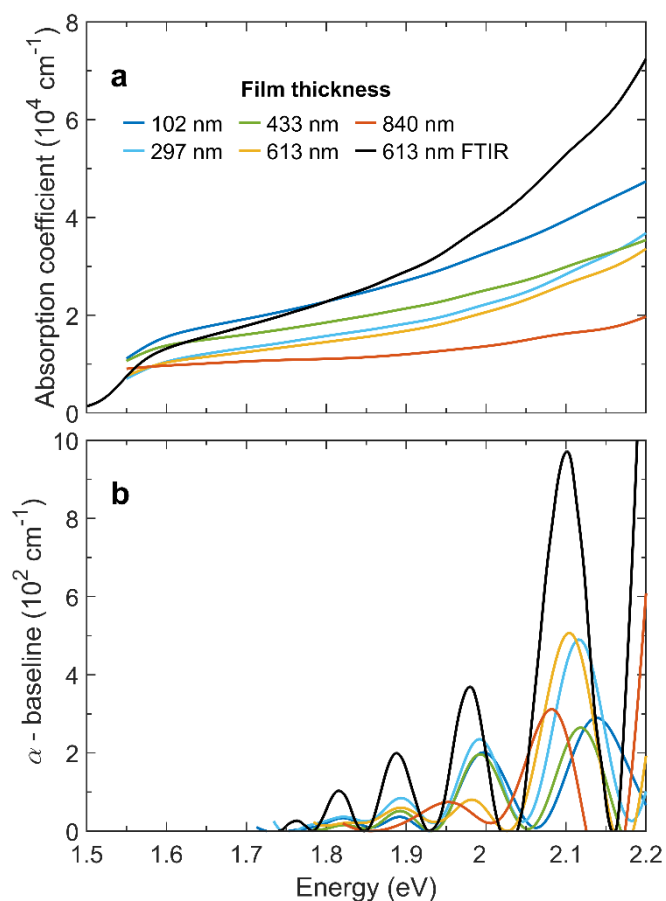 8
6
4
2
0
Absorption coefficient (10⁴ cm⁻¹)
a
Film thickness
102 nm 433 nm 840 nm
297 nm 613 nm 613 nm FTIR
10
8
6
4
2
0
α - baseline (10² cm⁻¹)
b
1.5 1.6 1.7 1.8 1.9 2 2.1 2.2
Energy (eV)